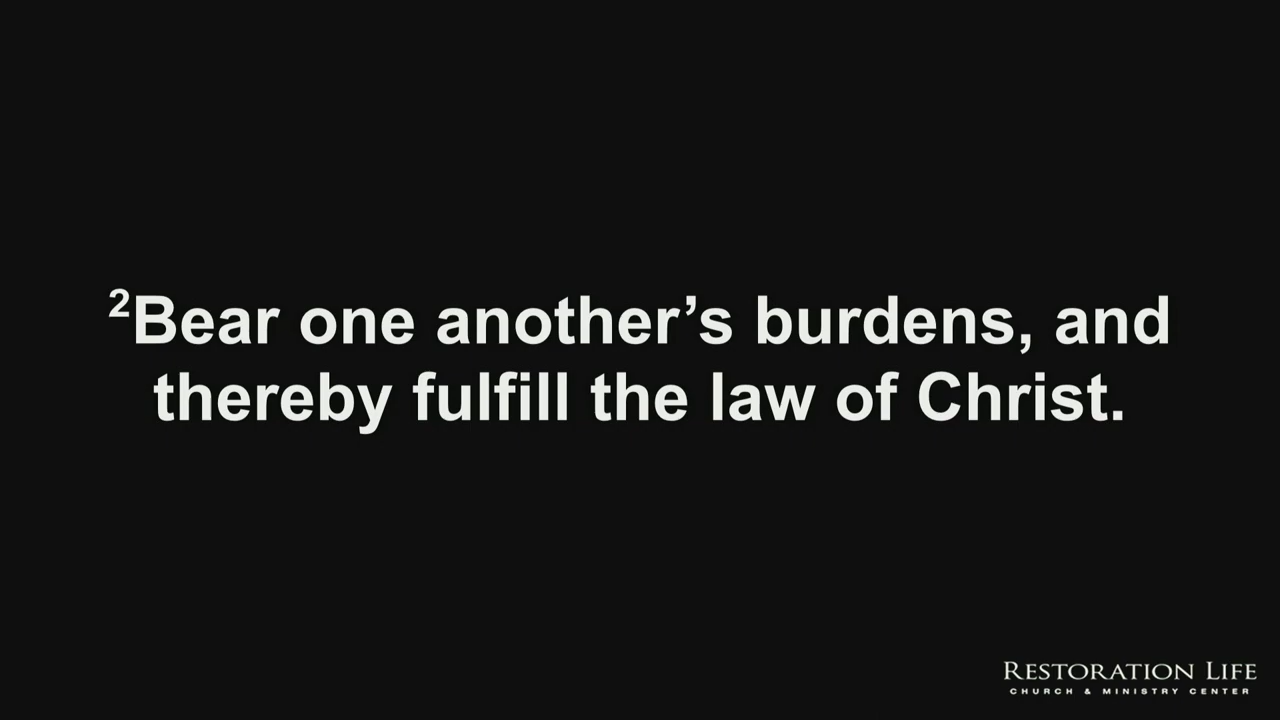 ²Bear one another’s burdens, and
thereby fulfill the law of Christ.
RESTORATION LIFE
CHURCH & MINISTRY CENTER